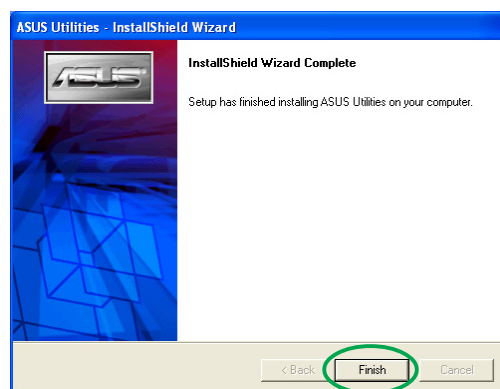 ASUS Utilities - InstallShield Wizard
ASUS
InstallShield Wizard Complete
Setup has finished installing ASUS Utilities on your computer.
< Back
Finish
Cancel